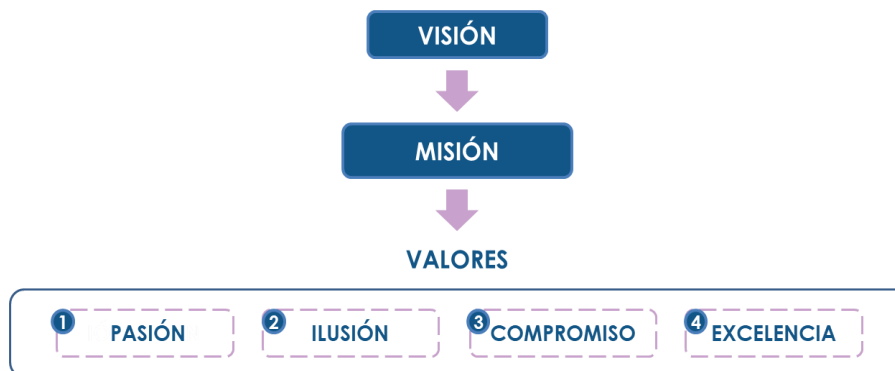 VISIÓN
MISIÓN
VALORES
1 PASIÓN
2 ILUSIÓN
3 COMPROMISO
4 EXCELENCIA